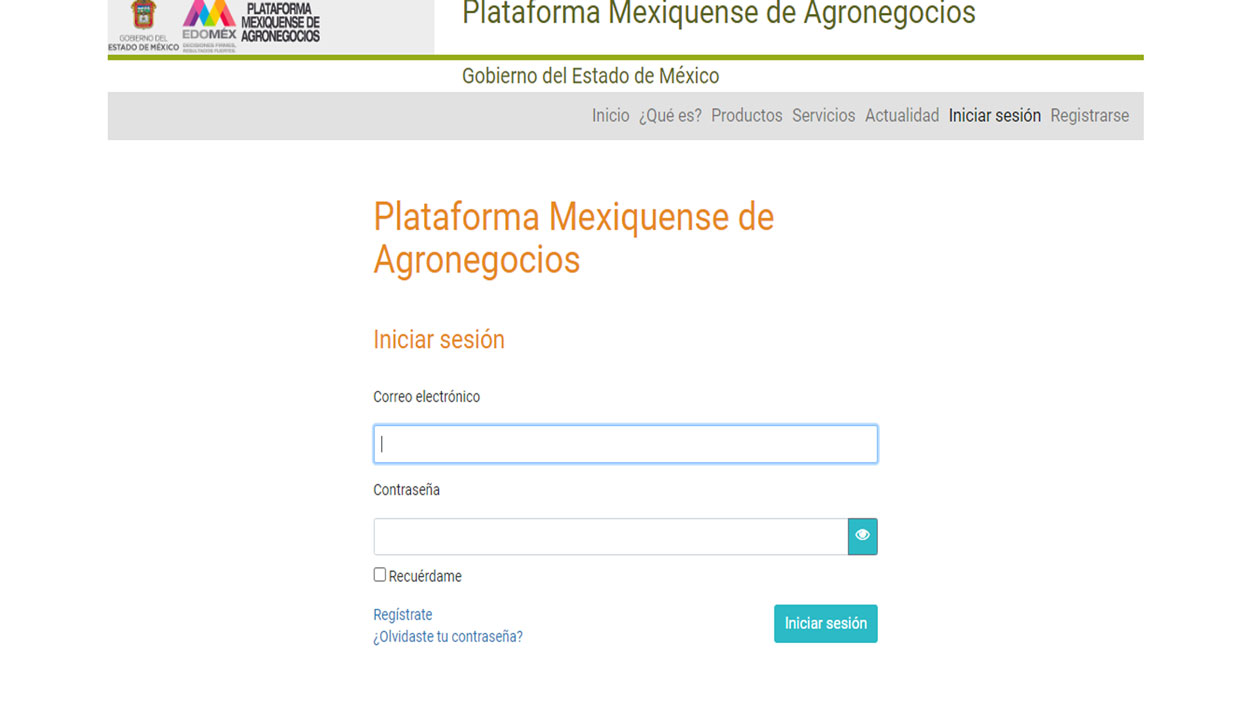 PLATAFORMA
MEXIQUENSE DE
AGRONEGOCIOS
GOBIERNO DEL
ESTADO DE MÉXICO
EDOMÉX
DECISIONES FIRMES,
RESULTADOS FUERTES.
Plataforma Mexiquense de Agronegocios
Gobierno del Estado de México
Inicio ¿Qué es? Productos Servicios Actualidad Iniciar sesión Registrarse
Plataforma Mexiquense de
Agronegocios
Iniciar sesión
Correo electrónico
Contraseña
Recuérdame
Regístrate
¿Olvidaste tu contraseña?
Iniciar sesión